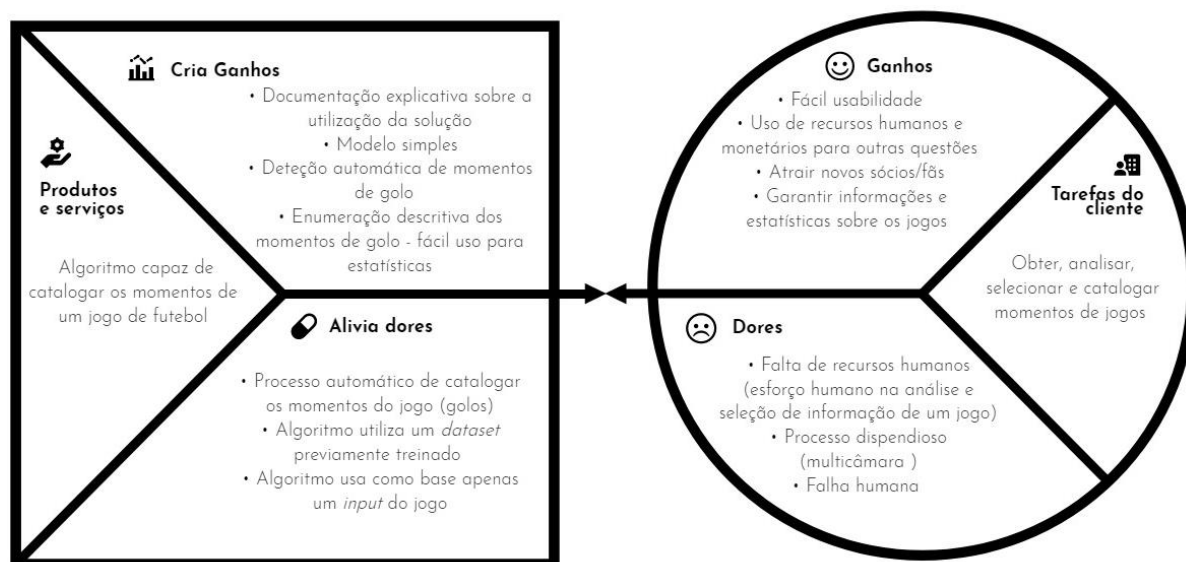 Cria Ganhos
• Documentação explicativa sobre a
utilização da solução
• Modelo simples
• Deteção automática de momentos
de golo
• Enumeração descritiva dos
momentos de golo - fácil uso para
estatísticas
Produtos
e serviços
Algoritmo capaz de
catalogar os momentos de
um jogo de futebol
Alivia dores
• Processo automático de catalogar
os momentos do jogo (golos)
• Algoritmo utiliza um dataset
previamente treinado
• Algoritmo usa como base apenas
um input do jogo
Ganhos
• Fácil usabilidade
• Uso de recursos humanos e
monetários para outras questões
• Atrair novos sócios/fãs
• Garantir informações e
estatísticas sobre os jogos
Tarefas do
cliente
Obter, analisar,
selecionar e catalogar
momentos de jogos
Dores
• Falta de recursos humanos
(esforço humano na análise e
seleção de informação de um jogo)
• Processo dispendioso
(multicâmara )
• Falha humana